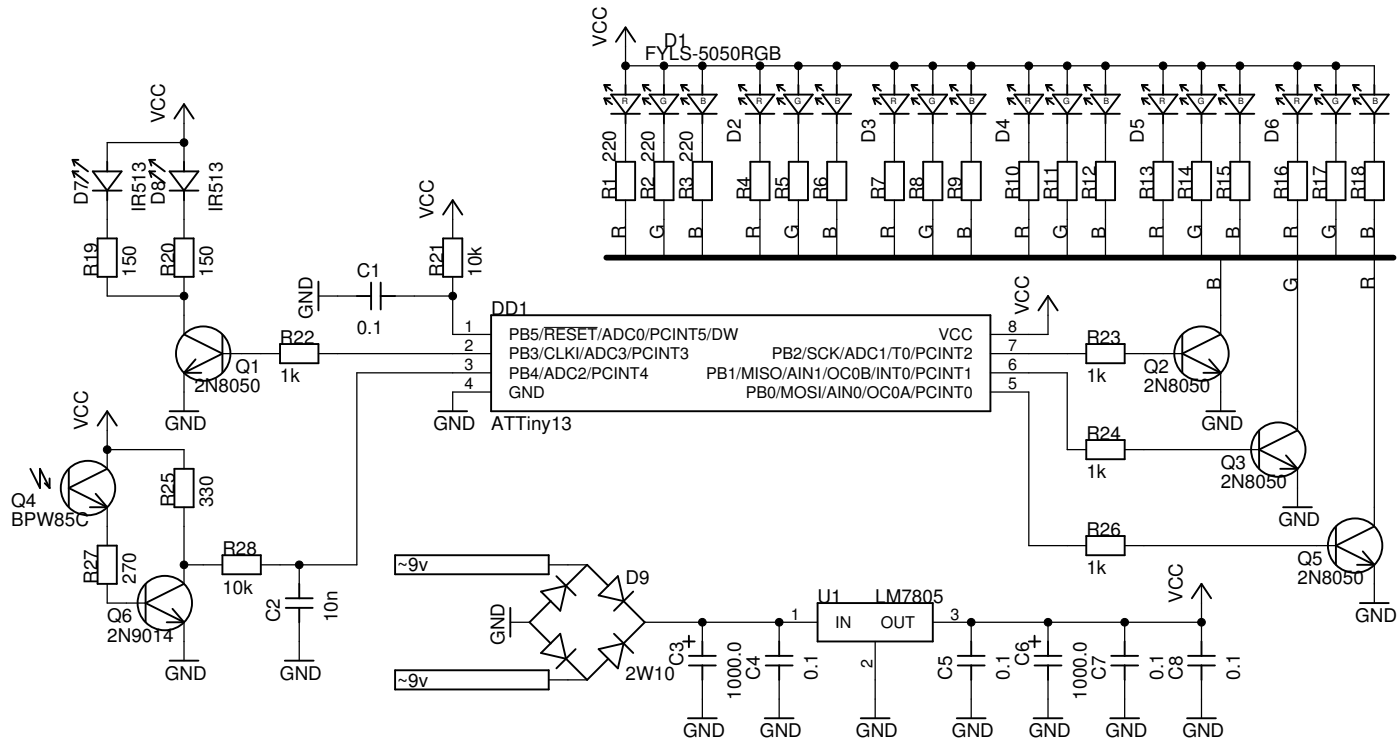 VCC
D1
FYLS-5050RGB
R G B R G B R G B R G B R G B R G B
D2 D3 D4 D5 D6
220 220 220
R1 R2 R3 R4 R5 R6 R7 R8 R9 R10 R11 R12 R13 R14 R15 R16 R17 R18
R G B R G B R G B R G B R G B R G B
B G R
VCC
D7 IR513 D8 IR513
R19 150 R20 150
VCC
R21 10k
GND C1
0.1
Q1
2N8050
GND
R22
1k
DD1
1 PB5/RESET/ADC0/PCINT5/DW VCC 8
2 PB3/CLKI/ADC3/PCINT3 PB2/SCK/ADC1/T0/PCINT2 7
3 PB4/ADC2/PCINT4 PB1/MISO/AIN1/OC0B/INT0/PCINT1 6
4 GND PB0/MOSI/AIN0/OC0A/PCINT0 5
ATTiny13
GND
VCC
R23
1k
Q2
2N8050
GND
R24
1k
Q3
2N8050
GND
R26
1k
Q5
2N8050
GND
VCC
Q4
BPW85C
R25 330
R27 270
Q6
2N9014
GND
R28
10k
C2 10n
GND
~9v
~9v
GND
D9
2W10
U1 LM7805
1 IN OUT 3
2
VCC
C3 + 1000.0 C4 0.1 C5 0.1 C6 + 1000.0 C7 0.1 C8 0.1
GND GND GND GND GND GND GND